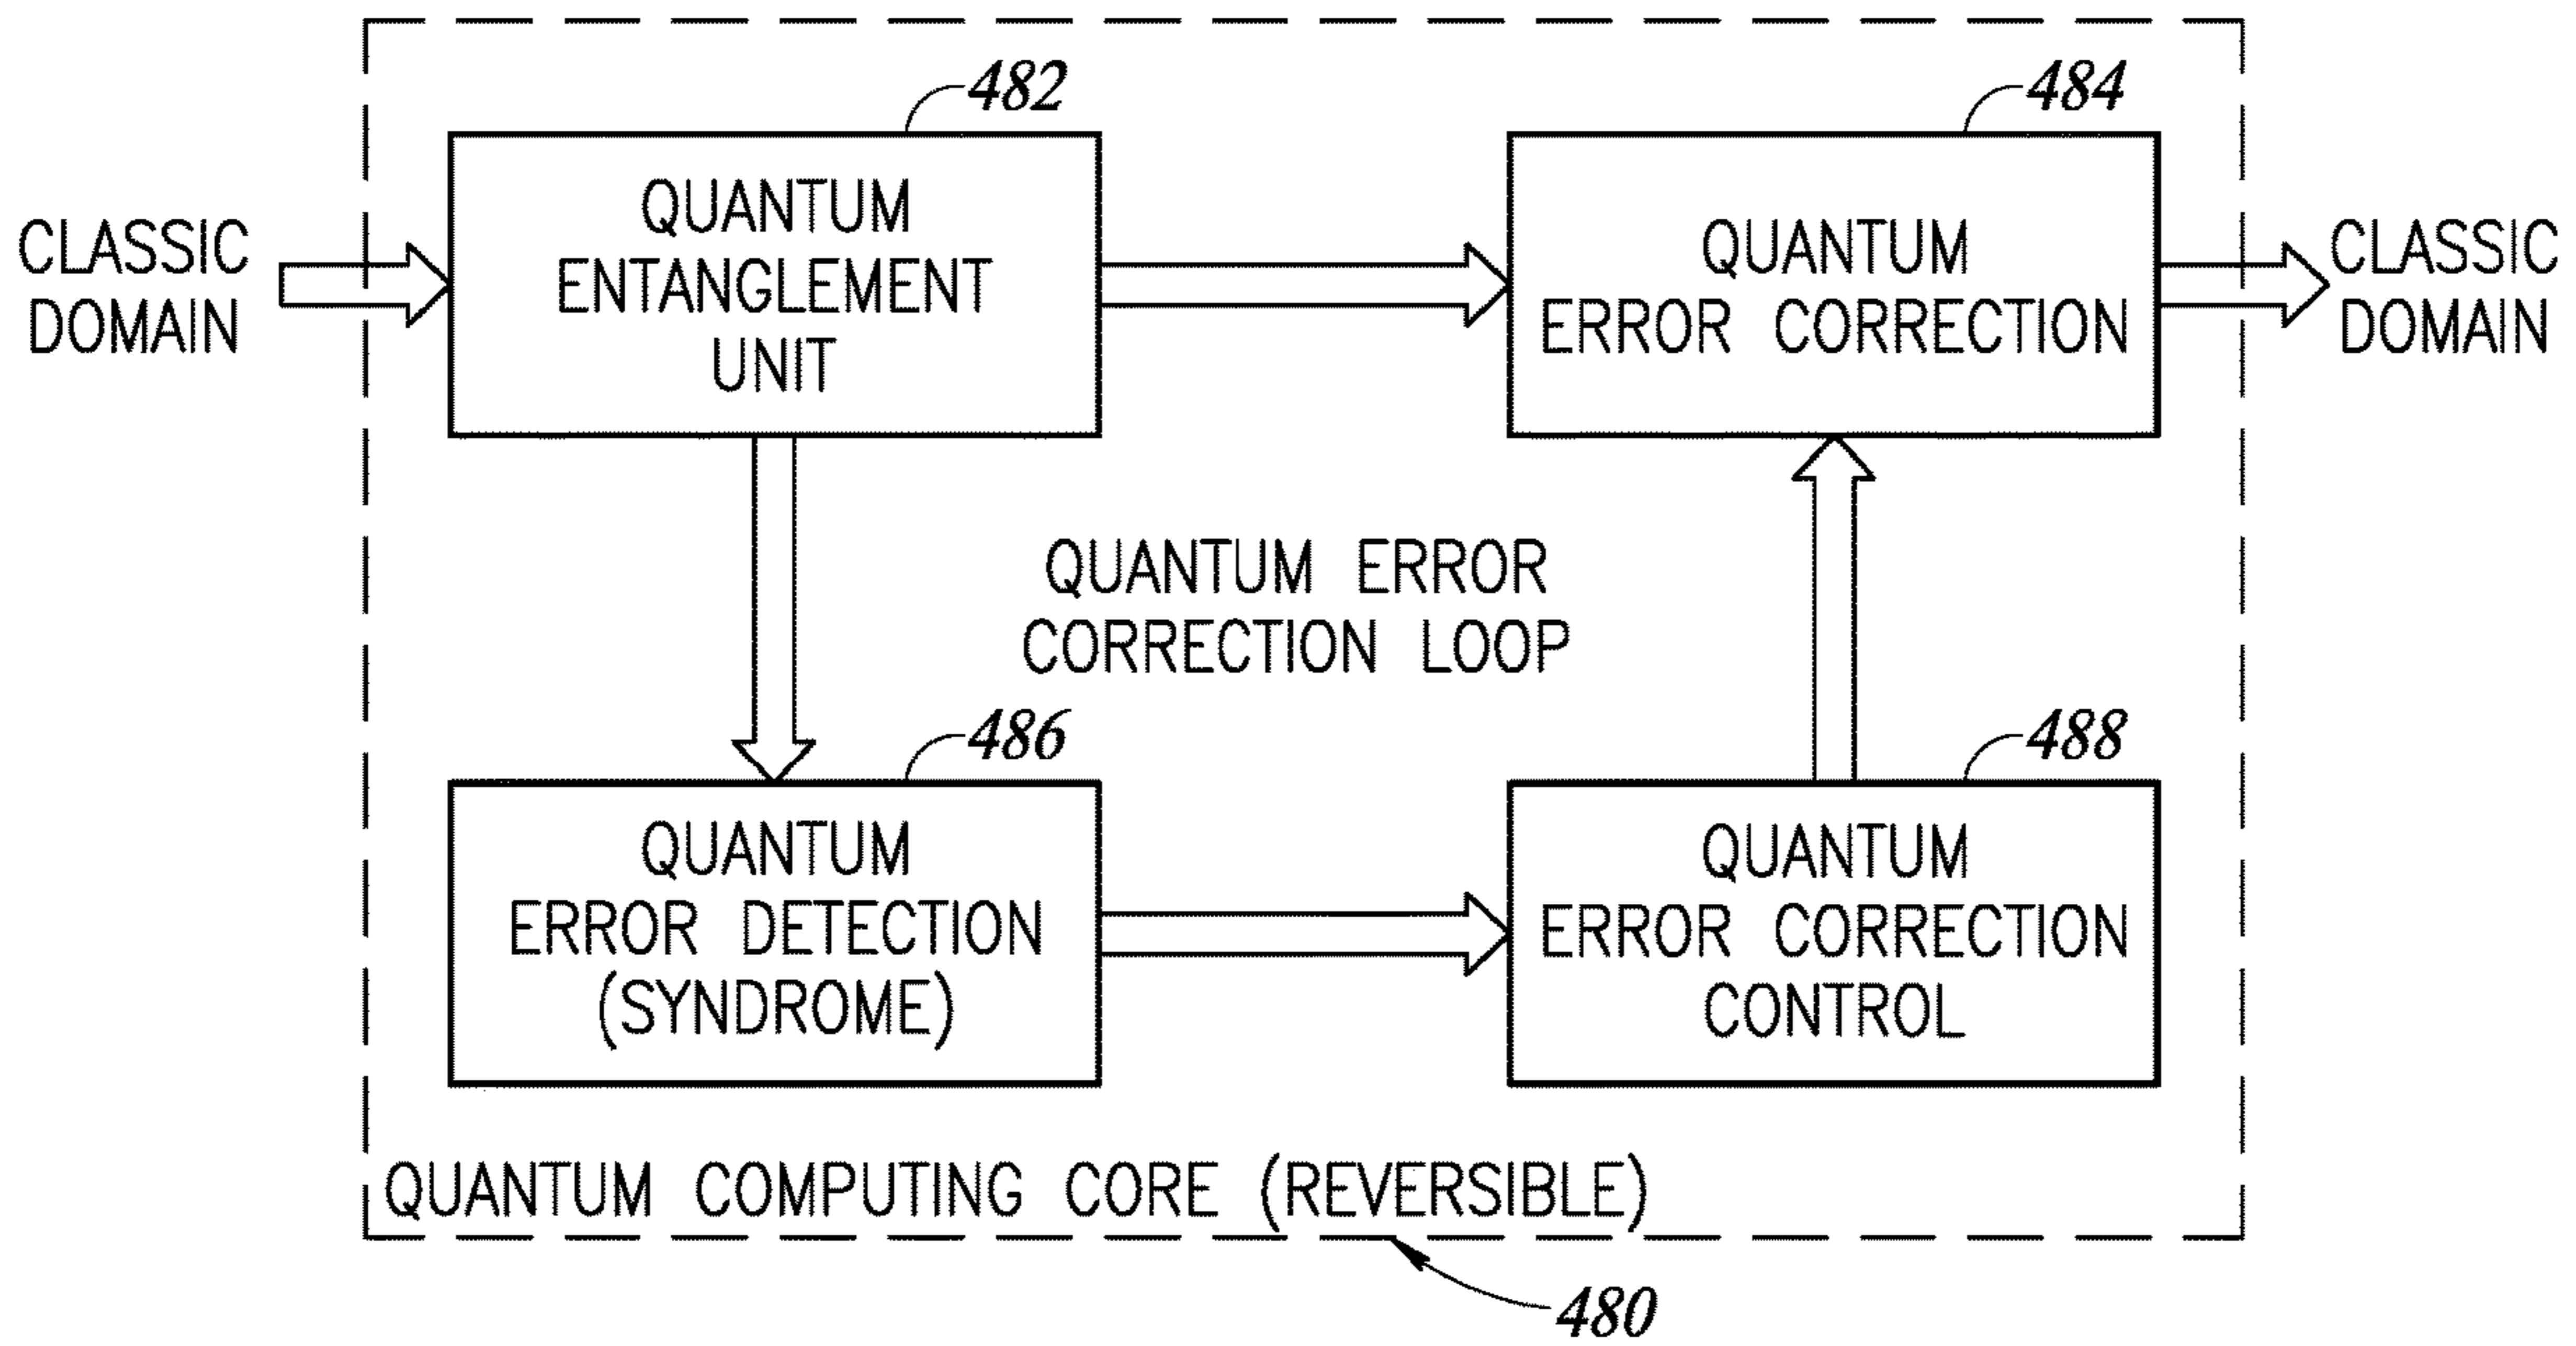 482
484
CLASSIC
DOMAIN
QUANTUM
ENTANGLEMENT
UNIT
QUANTUM
ERROR CORRECTION
CLASSIC
DOMAIN
QUANTUM ERROR
CORRECTION LOOP
486
488
QUANTUM
ERROR DETECTION
(SYNDROME)
QUANTUM
ERROR CORRECTION
CONTROL
QUANTUM COMPUTING CORE (REVERSIBLE)
480